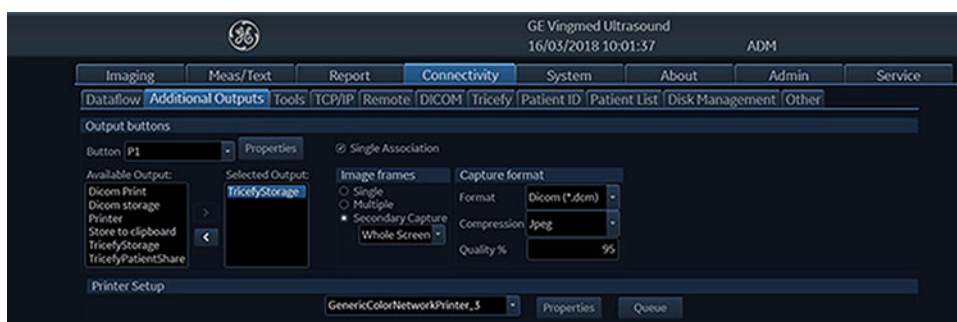 GE Vingmed Ultrasound
16/03/2018 10:01:37 ADM
Imaging Meas/Text Report Connectivity System About Admin Service
Dataflow Additional Outputs Tools TCP/IP Remote DICOM Tricefy Patient ID Patient List Disk Management Other
Output buttons
Button P1 Properties Single Association
Available Output: Selected Output: Image frames Capture format
Dicom Print TricefyStorage Single Format Dicom (*.dcm)
Dicom storage Multiple
Printer Secondary Capture Compression Jpeg
Store to clipboard Whole Screen
TricefyStorage Quality % 95
TricefyPatientShare
Printer Setup
GenericColorNetworkPrinter_3 Properties Queue